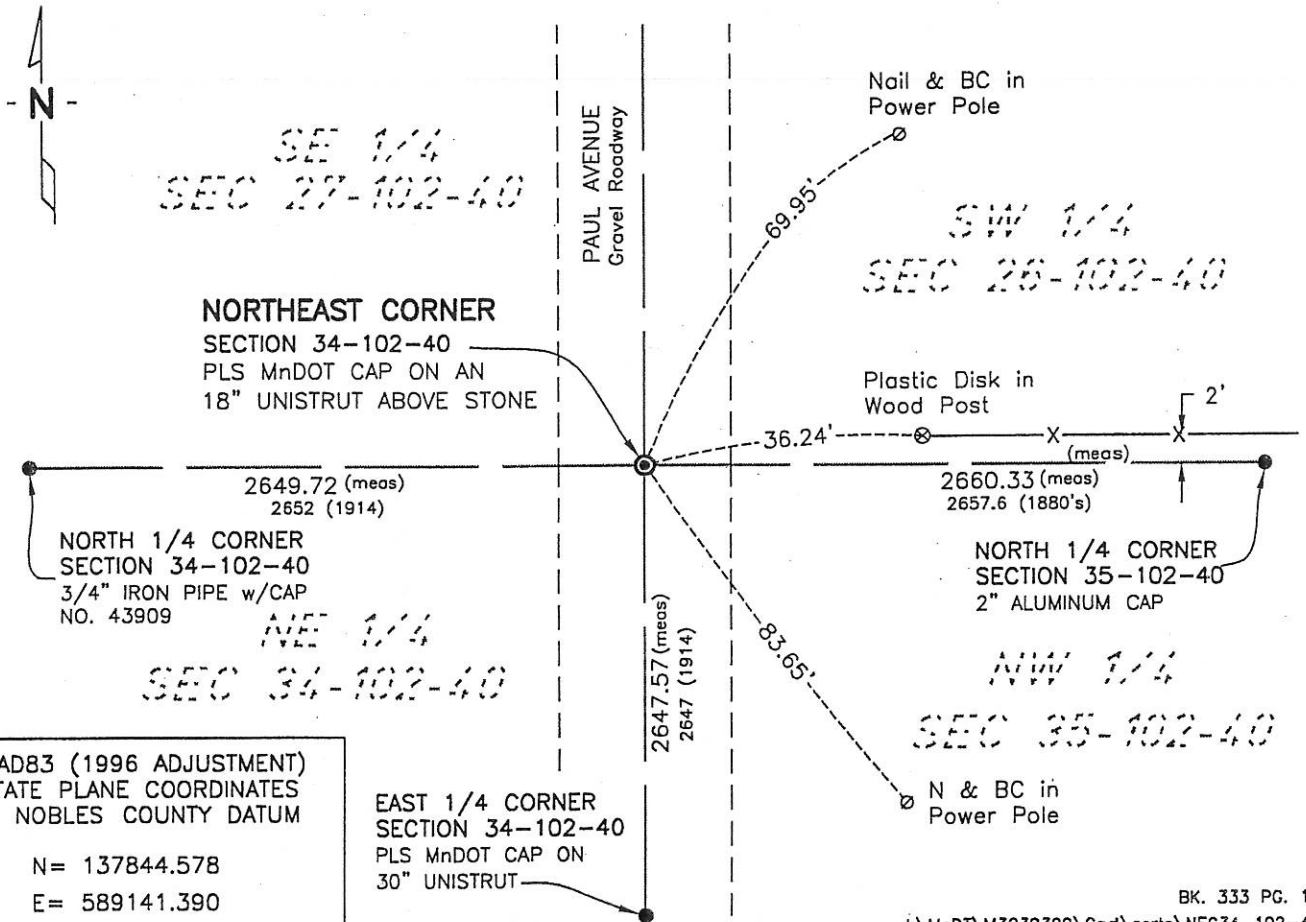 - N -
SE 1/4
SEC 27-102-40
PAUL AVENUE
Gravel Roadway
Nail & BC in
Power Pole
69.95'
SW 1/4
SEC 26-102-40
NORTHEAST CORNER
SECTION 34-102-40
PLS MnDOT CAP ON AN
18" UNISTRUT ABOVE STONE
Plastic Disk in
Wood Post
2'
36.24'
X X
(meas)
2649.72 (meas)
2652 (1914)
2660.33 (meas)
2657.6 (1880's)
NORTH 1/4 CORNER
SECTION 34-102-40
3/4" IRON PIPE w/CAP
NO. 43909
NORTH 1/4 CORNER
SECTION 35-102-40
2" ALUMINUM CAP
NE 1/4
SEC 34-102-40
2647.57 (meas)
2647 (1914)
83.65'
NW 1/4
SEC 35-102-40
AD83 (1996 ADJUSTMENT)
TATE PLANE COORDINATES
NOBLES COUNTY DATUM
N= 137844.578
E= 589141.390
EAST 1/4 CORNER
SECTION 34-102-40
PLS MnDOT CAP ON
30" UNISTRUT
N & BC in
Power Pole
BK. 333 PG. 1